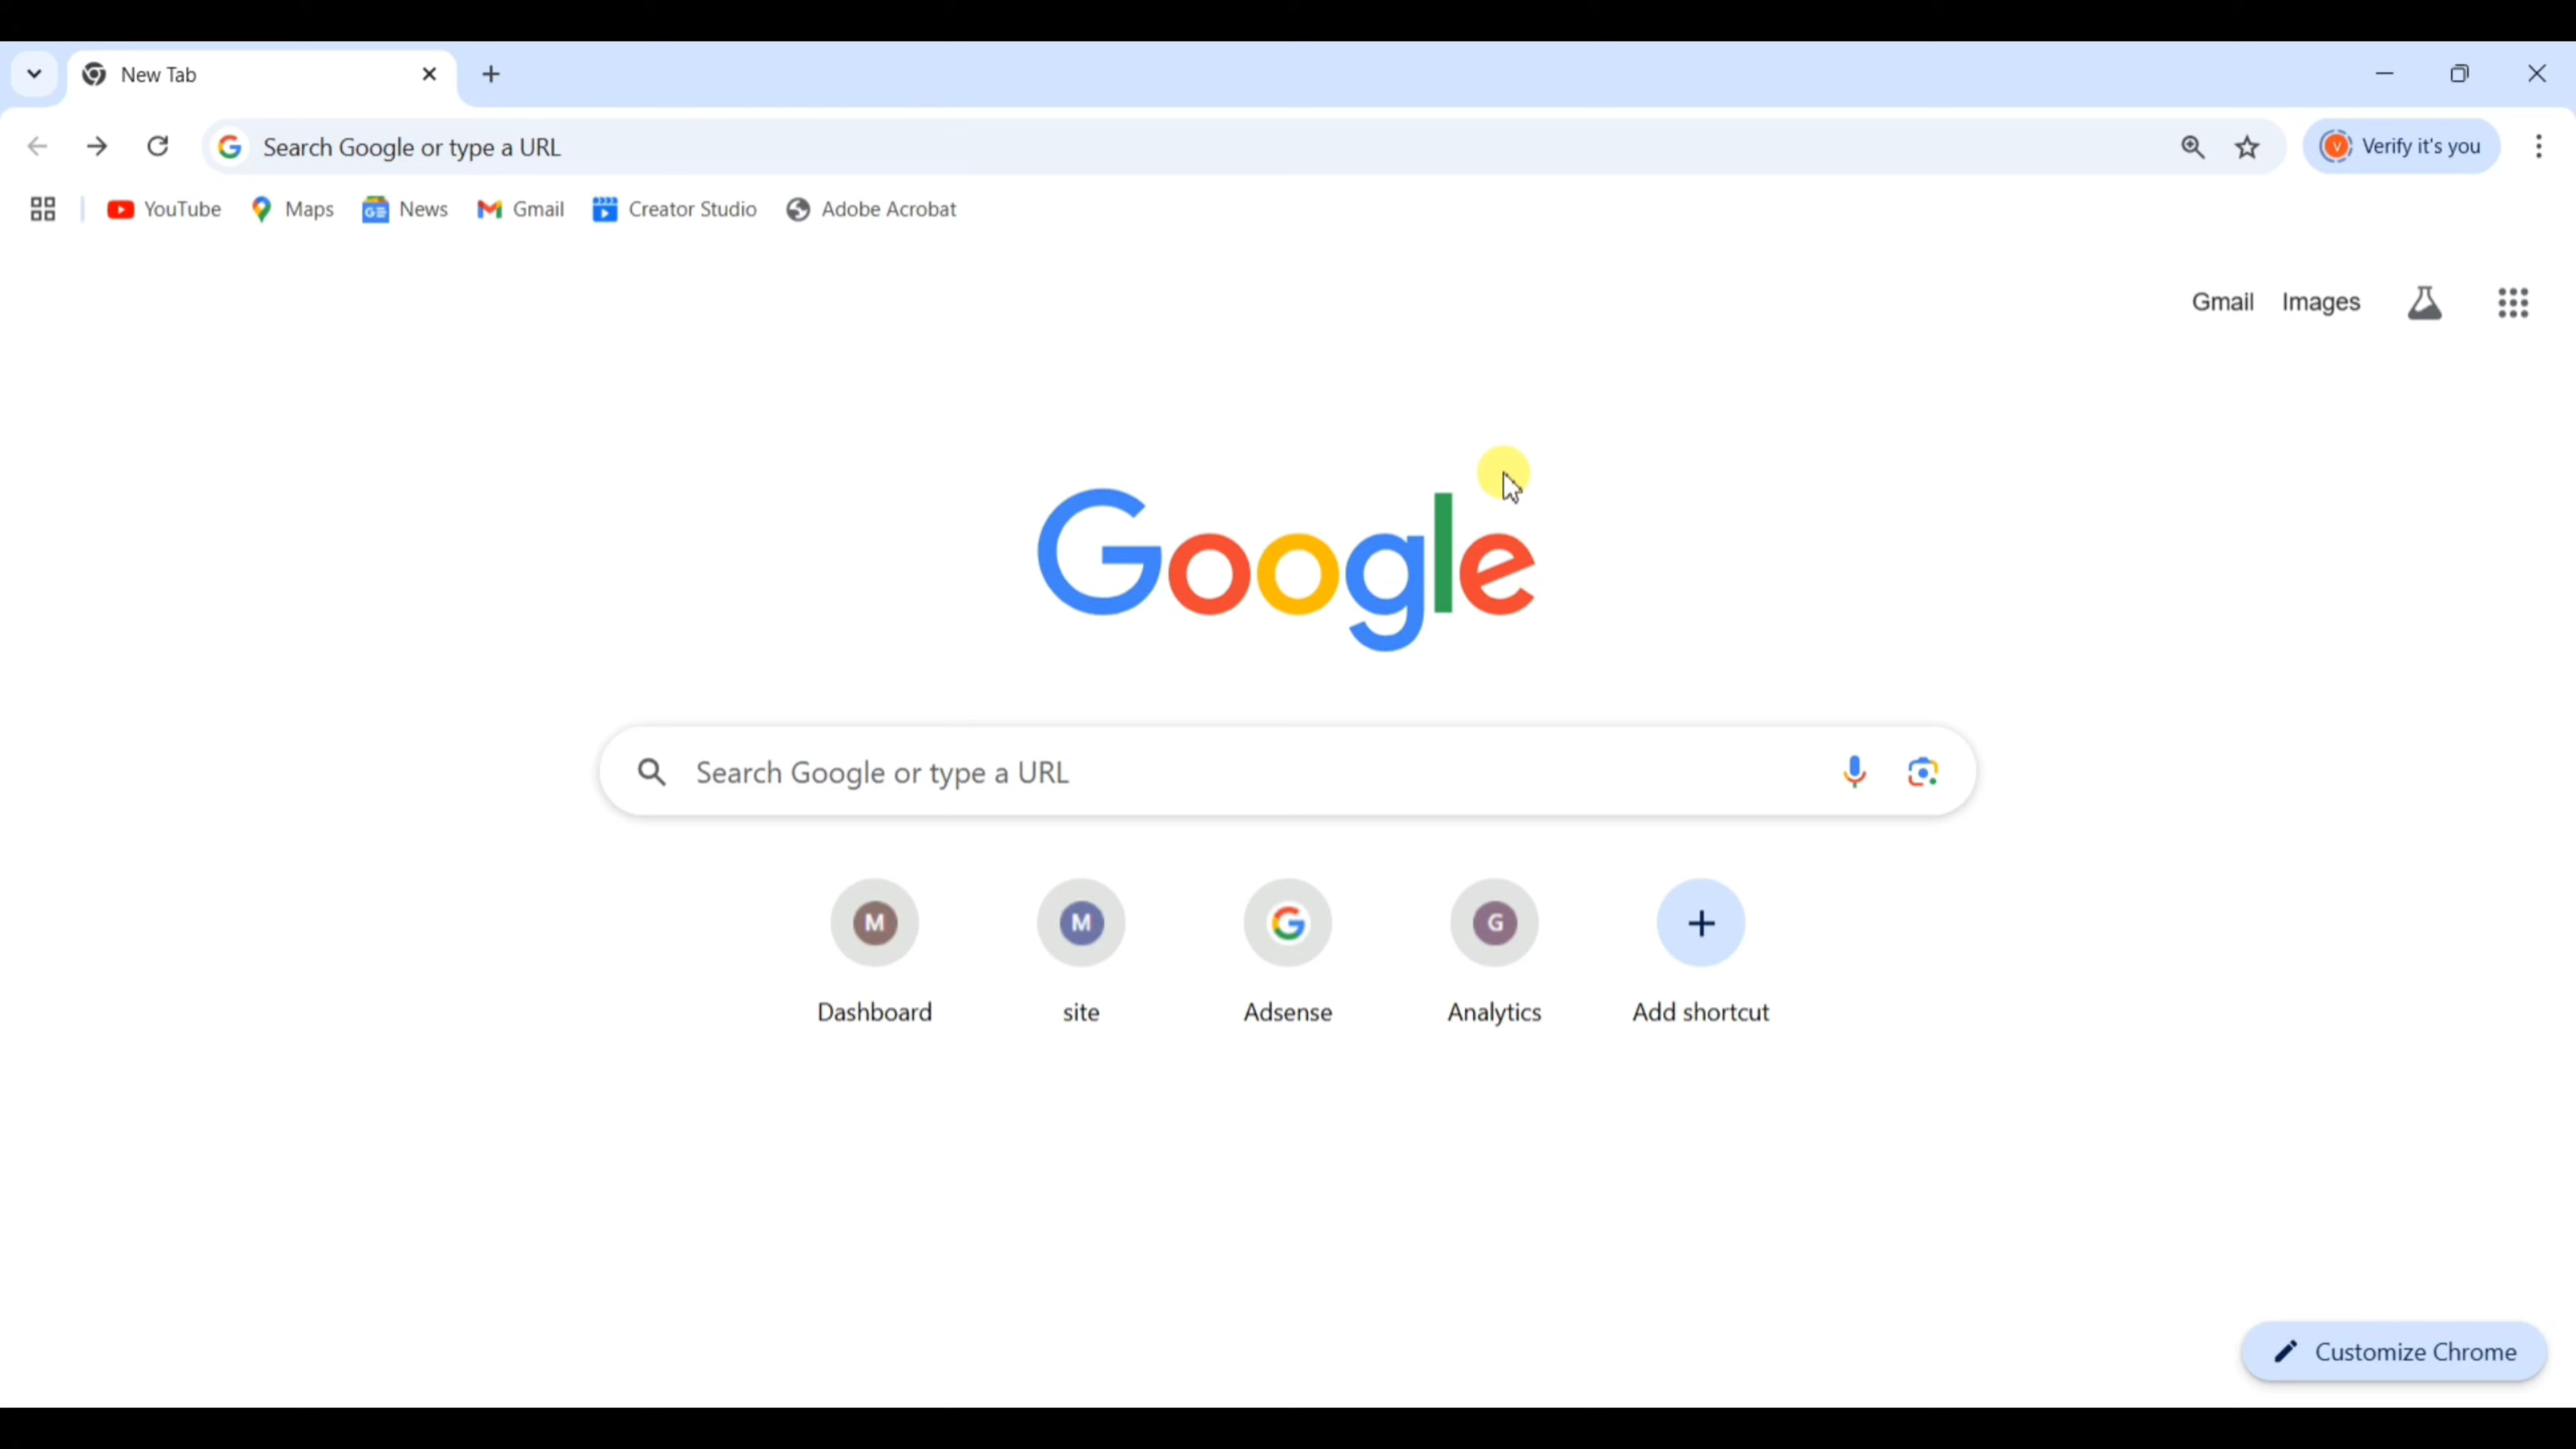 New Tab
Search Google or type a URL
V
Verify it's you
YouTube
Maps
GE
News
Gmail
Creator Studio
Adobe Acrobat
Gmail
Images
Google
Search Google or type a URL
M
M
G
G
Dashboard
site
Adsense
Analytics
Add shortcut
Customize Chrome